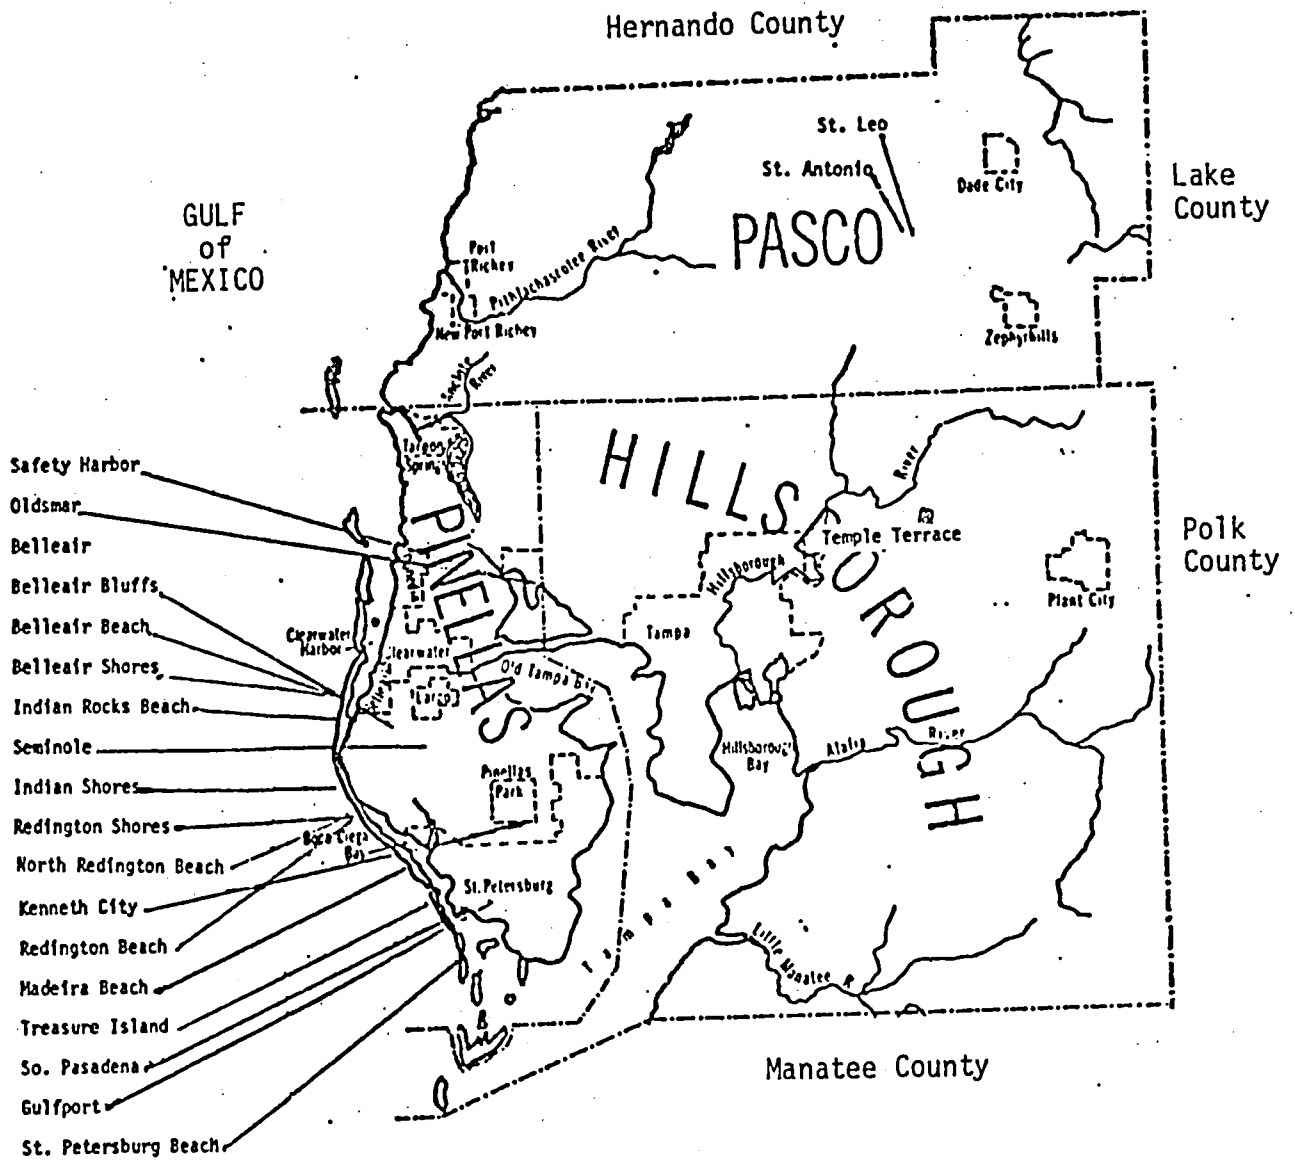 Hernando County
St. Leo
St. Antonio
Dade City
Lake
County
GULF
of
MEXICO
PASCO
Port
Richey
Pithlachascotee River
New Port Richey
Zephyrhills
River
Tarpon
Spring
HILLS
River
Safety Harbor
Oldsmar
Belleair
Belleair Bluffs
Belleair Beach
Belleair Shores
Indian Rocks Beach
Seminole
Indian Shores
Redington Shores
North Redington Beach
Kenneth City
Redington Beach
Madeira Beach
Treasure Island
So. Pasadena
Gulfport
St. Petersburg Beach
PINELLAS
Temple Terrace
Polk
County
Hillsborough
OROUGH
Plant City
Clearwater
Harbor
Clearwater
Tampa
Old Tampa Bay
Largo
Hillsborough
Bay
Alafia River
Pinellas
Park
Boca Ciega
Bay
St. Petersburg
Tampa Bay
Little Manatee R
Manatee County